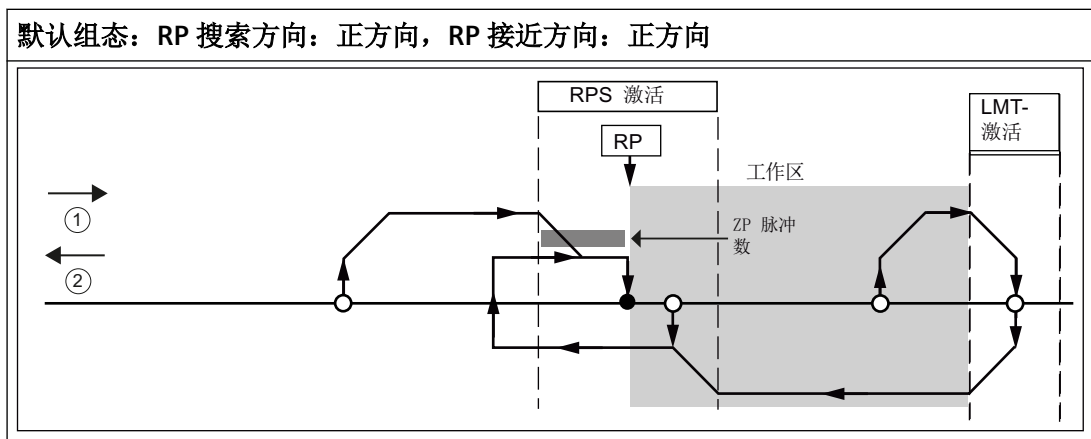 默认组态：RP 搜索方向：正方向，RP 接近方向：正方向
RPS 激活
LMT-
激活
RP
工作区
①
ZP 脉冲
数
②